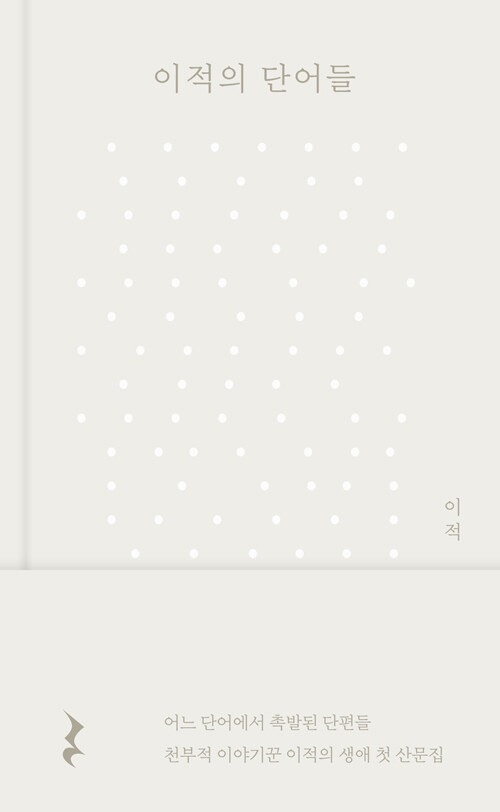 이적의 단어들
이
적
어느 단어에서 촉발된 단편들
천부적 이야기꾼 이적의 생애 첫 산문집